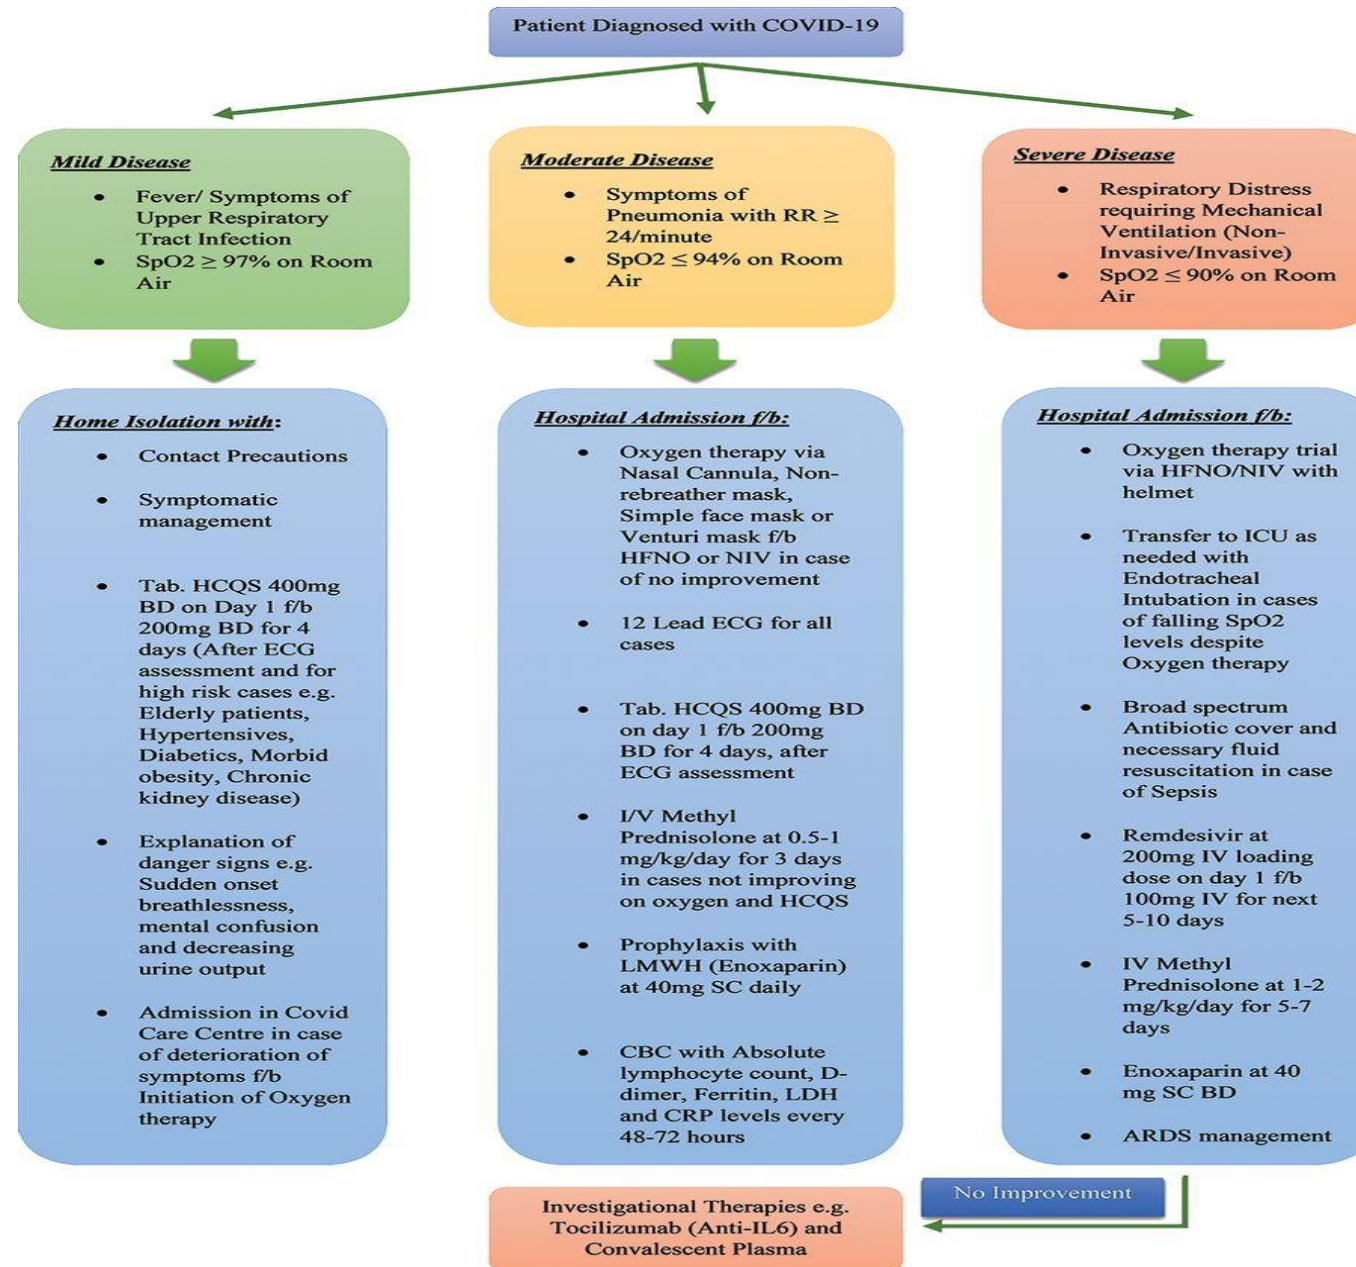 Patient Diagnosed with COVID-19
Mild Disease
• Fever/ Symptoms of
Upper Respiratory
Tract Infection
• SpO2 ≥ 97% on Room
Air
Moderate Disease
• Symptoms of
Pneumonia with RR ≥
24/minute
• SpO2 ≤ 94% on Room
Air
Severe Disease
• Respiratory Distress
requiring Mechanical
Ventilation (Non-
Invasive/Invasive)
• SpO2 ≤ 90% on Room
Air
Home Isolation with:
• Contact Precautions
• Symptomatic
management
• Tab. HCQS 400mg
BD on Day 1 f/b
200mg BD for 4
days (After ECG
assessment and for
high risk cases e.g.
Elderly patients,
Hypertensives,
Diabetics, Morbid
obesity, Chronic
kidney disease)
• Explanation of
danger signs e.g.
Sudden onset
breathlessness,
mental confusion
and decreasing
urine output
• Admission in Covid
Care Centre in case
of deterioration of
symptoms f/b
Initiation of Oxygen
therapy
Hospital Admission f/b:
• Oxygen therapy via
Nasal Cannula, Non-
rebreather mask,
Simple face mask or
Venturi mask f/b
HFNO or NIV in case
of no improvement
• 12 Lead ECG for all
cases
• Tab. HCQS 400mg BD
on day 1 f/b 200mg
BD for 4 days, after
ECG assessment
• I/V Methyl
Prednisolone at 0.5-1
mg/kg/day for 3 days
in cases not improving
on oxygen and HCQS
• Prophylaxis with
LMWH (Enoxaparin)
at 40mg SC daily
• CBC with Absolute
lymphocyte count, D-
dimer, Ferritin, LDH
and CRP levels every
48-72 hours
Hospital Admission f/b:
• Oxygen therapy trial
via HFNO/NIV with
helmet
• Transfer to ICU as
needed with
Endotracheal
Intubation in cases
of falling SpO2
levels despite
Oxygen therapy
• Broad spectrum
Antibiotic cover and
necessary fluid
resuscitation in case
of Sepsis
• Remdesivir at
200mg IV loading
dose on day 1 f/b
100mg IV for next
5-10 days
• IV Methyl
Prednisolone at 1-2
mg/kg/day for 5-7
days
• Enoxaparin at 40
mg SC BD
• ARDS management
No Improvement
Investigational Therapies e.g.
Tocilizumab (Anti-IL6) and
Convalescent Plasma